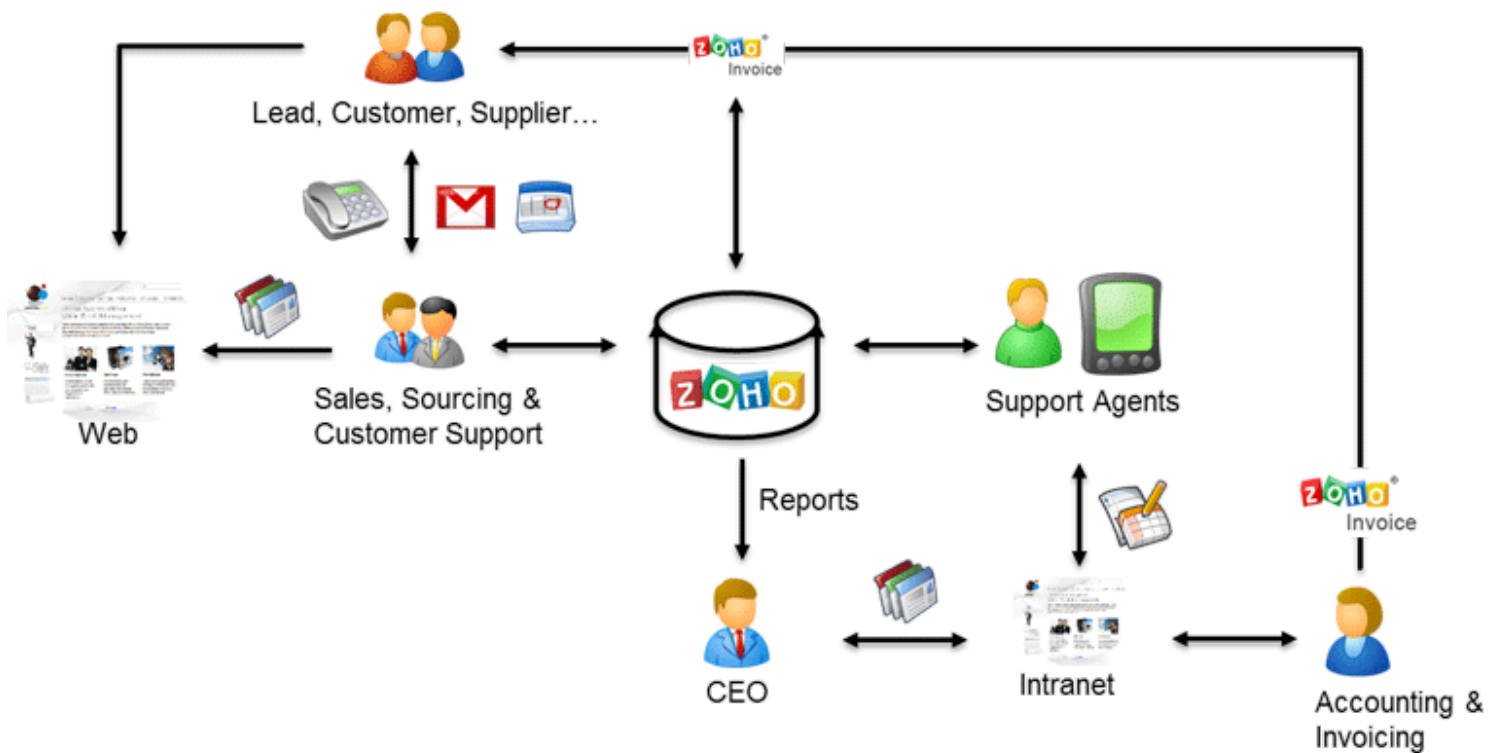 ZOHO®
Invoice
Lead, Customer, Supplier…
Web
Sales, Sourcing &
Customer Support
ZOHO
Support Agents
Reports
ZOHO®
Invoice
CEO
Intranet
Accounting &
Invoicing